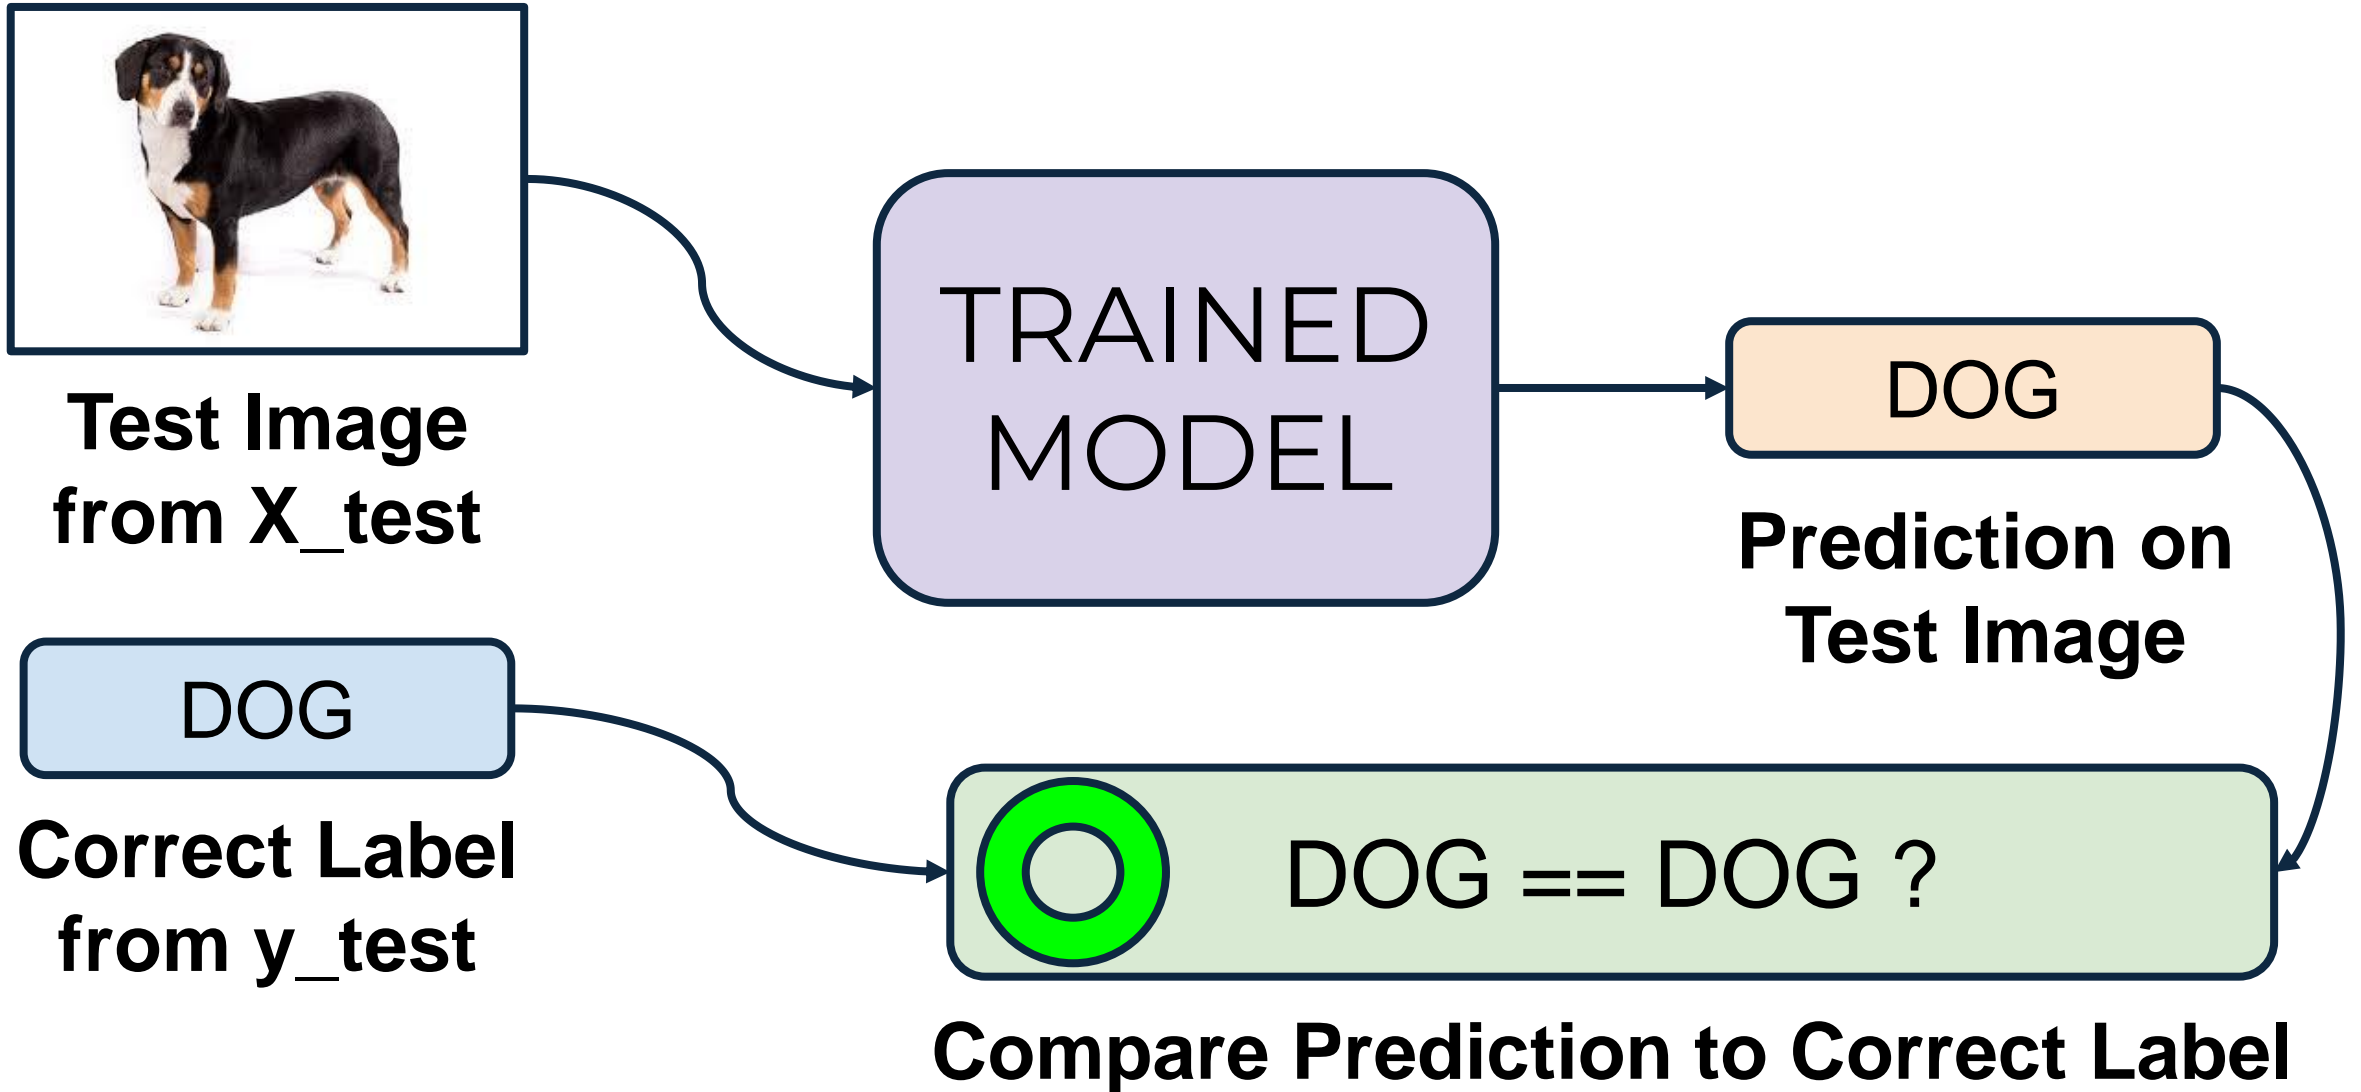 TRAINED
MODEL
DOG
Test Image
from X_test
Prediction on
Test Image
DOG
Correct Label
from y_test
DOG == DOG ?
Compare Prediction to Correct Label